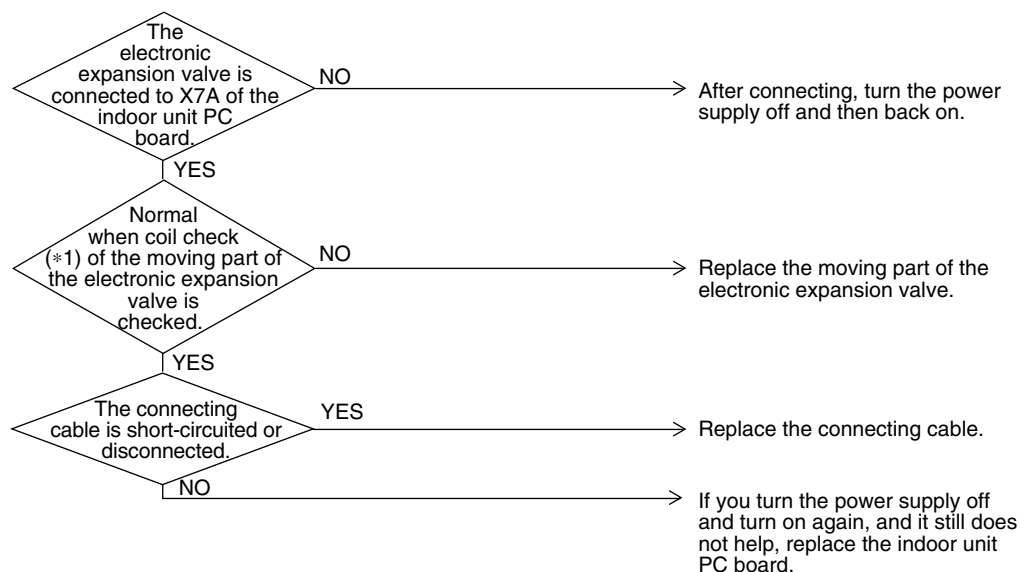 The
electronic
expansion valve is
connected to X7A of the
indoor unit PC
board.
NO
After connecting, turn the power
supply off and then back on.
YES
Normal
when coil check
(∗1) of the moving part of
the electronic expansion
valve is
checked.
NO
Replace the moving part of the
electronic expansion valve.
YES
The connecting
cable is short-circuited or
disconnected.
YES
Replace the connecting cable.
NO
If you turn the power supply off
and turn on again, and it still does
not help, replace the indoor unit
PC board.